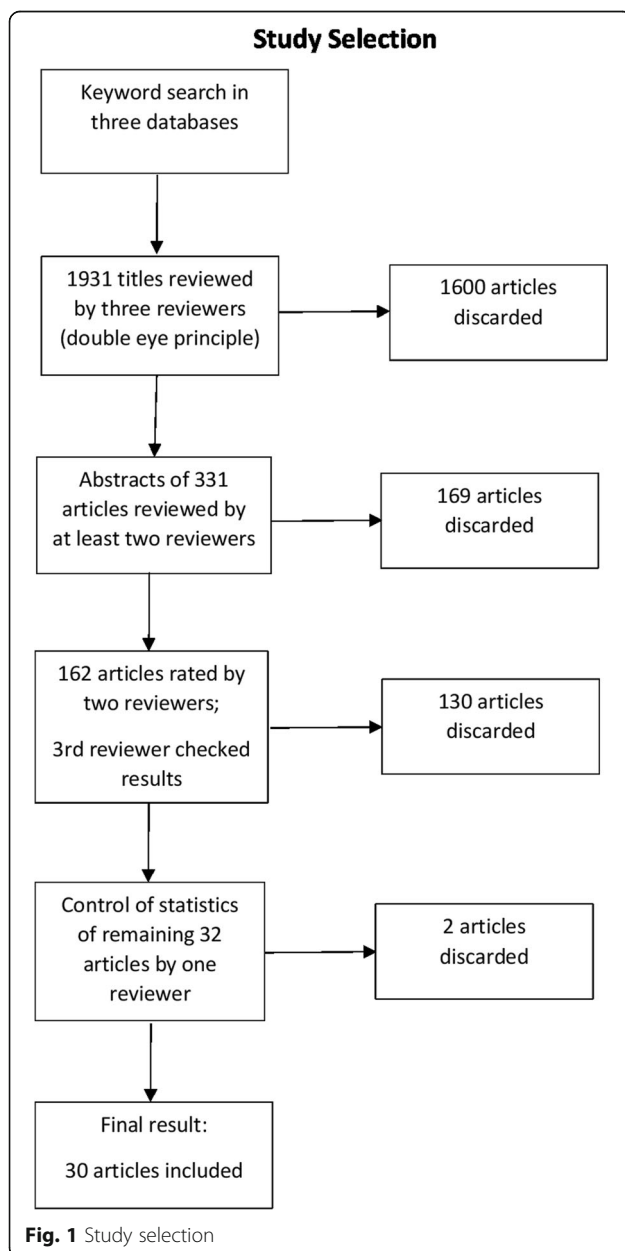 Study Selection
Keyword search in
three databases
1931 titles reviewed
by three reviewers
(double eye principle)
1600 articles
discarded
Abstracts of 331
articles reviewed by
at least two reviewers
169 articles
discarded
162 articles rated by
two reviewers;
3rd reviewer checked
results
130 articles
discarded
Control of statistics
of remaining 32
articles by one
reviewer
2 articles
discarded
Final result:
30 articles included
Fig. 1 Study selection